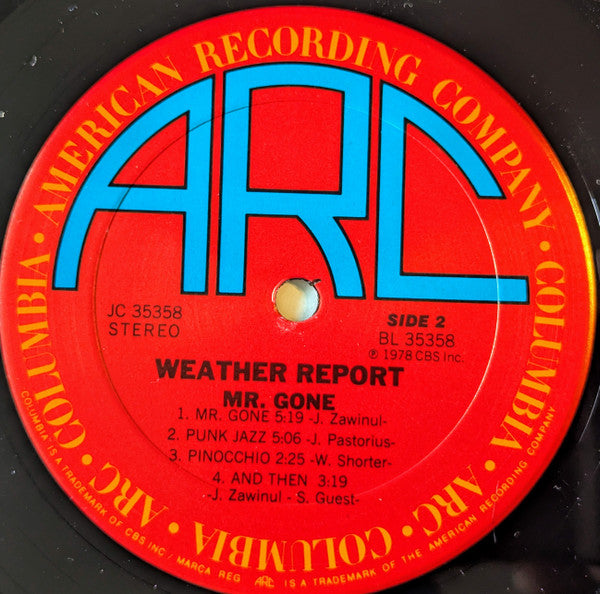 AMERICAN RECORDING COMPANY • COLUMBIA • ARC • COLUMBIA • ARC • COLUMBIA •
ARC
JC 35358
STEREO
SIDE 2
BL 35358
℗ 1978 CBS Inc.
WEATHER REPORT
MR. GONE
1. MR. GONE 5:19 -J. Zawinul-
2. PUNK JAZZ 5:06 -J. Pastorius-
3. PINOCCHIO 2:25 -W. Shorter-
4. AND THEN 3:19
-J. Zawinul - S. Guest-
COLUMBIA IS A TRADEMARK OF CBS INC / MARCA REG ARC IS A TRADEMARK OF THE AMERICAN RECORDING COMPANY